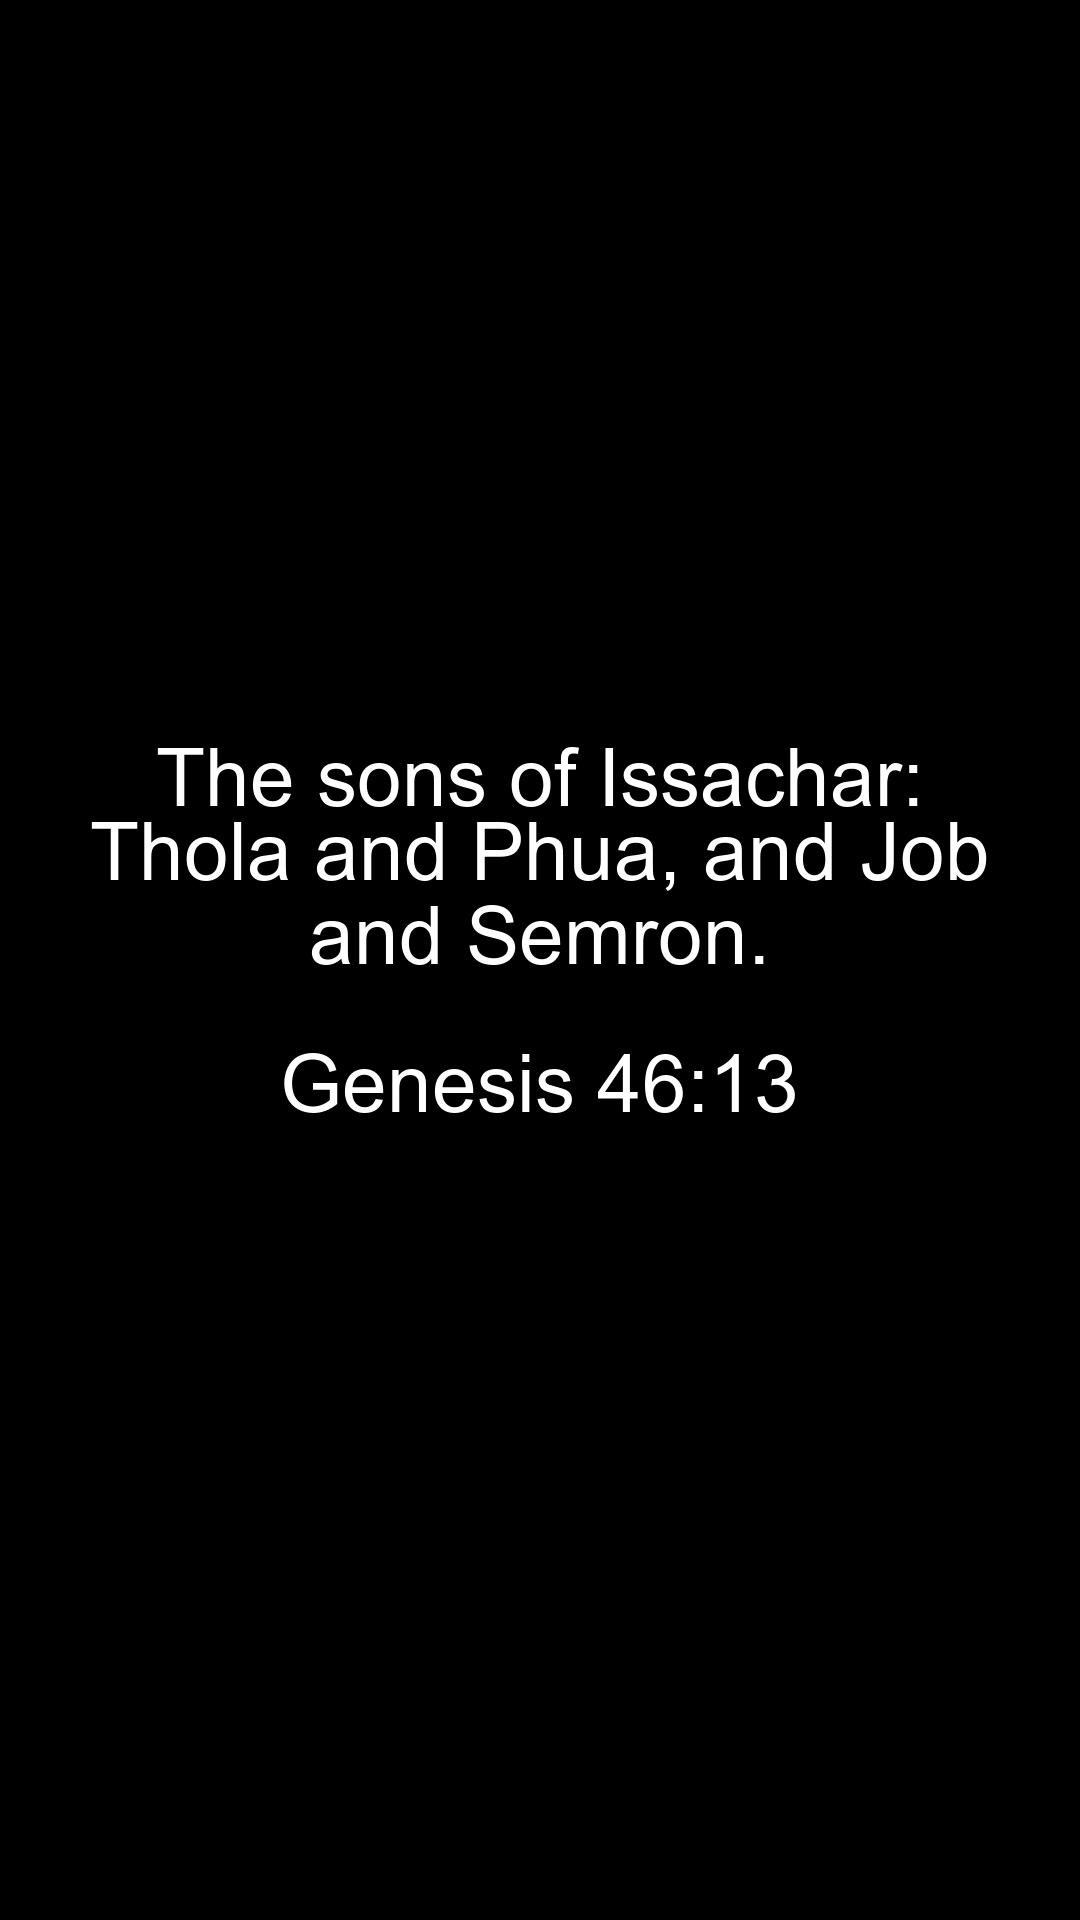 The sons of Issachar:
Thola and Phua, and Job
and Semron.
Genesis 46:13